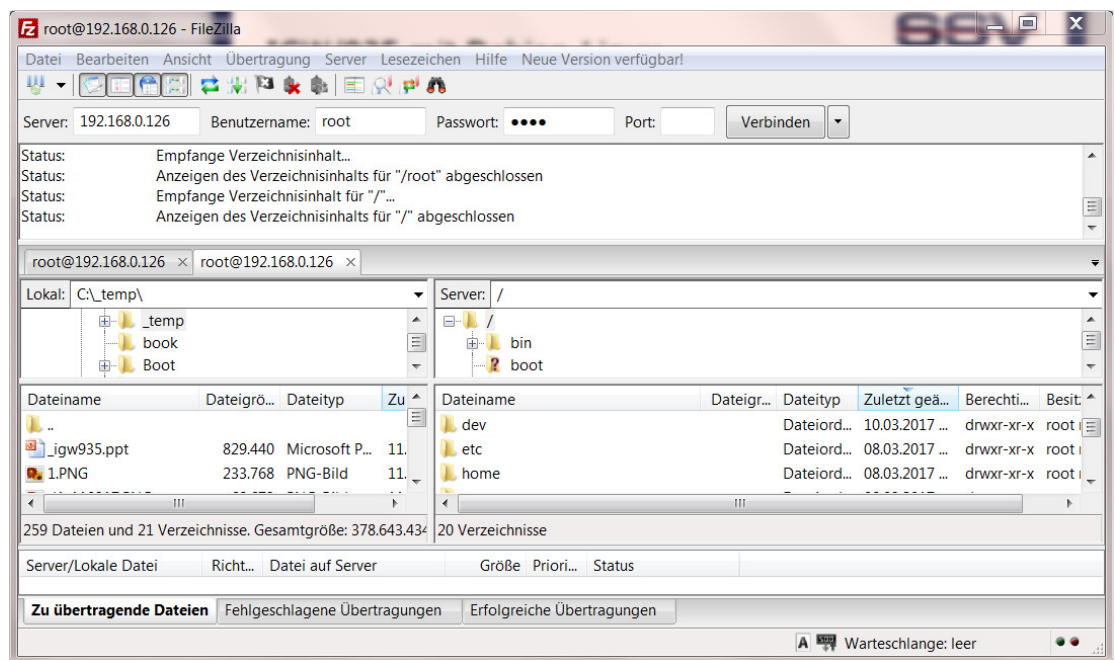 root@192.168.0.126 - FileZilla
SSV
Datei Bearbeiten Ansicht Übertragung Server Lesezeichen Hilfe Neue Version verfügbar!
Server: 192.168.0.126 Benutzername: root Passwort: •••• Port: Verbinden
Status: Empfange Verzeichnisinhalt...
Status: Anzeigen des Verzeichnisinhalts für "/root" abgeschlossen
Status: Empfange Verzeichnisinhalt für "/"...
Status: Anzeigen des Verzeichnisinhalts für "/" abgeschlossen
root@192.168.0.126 × root@192.168.0.126 ×
Lokal: C:\_temp\ Server: /
_temp /
book bin
Boot boot
Dateiname Dateigrö... Dateityp Zu Dateiname Dateigr... Dateityp Zuletzt geä... Berechti... Besit
.. dev Dateiord... 10.03.2017 ... drwxr-xr-x root
_igw935.ppt 829.440 Microsoft P... 11. etc Dateiord... 08.03.2017 ... drwxr-xr-x root
1.PNG 233.768 PNG-Bild 11. home Dateiord... 08.03.2017 ... drwxr-xr-x root
259 Dateien und 21 Verzeichnisse. Gesamtgröße: 378.643.434 20 Verzeichnisse
Server/Lokale Datei Richt... Datei auf Server Größe Priori... Status
Zu übertragende Dateien Fehlgeschlagene Übertragungen Erfolgreiche Übertragungen
A Warteschlange: leer